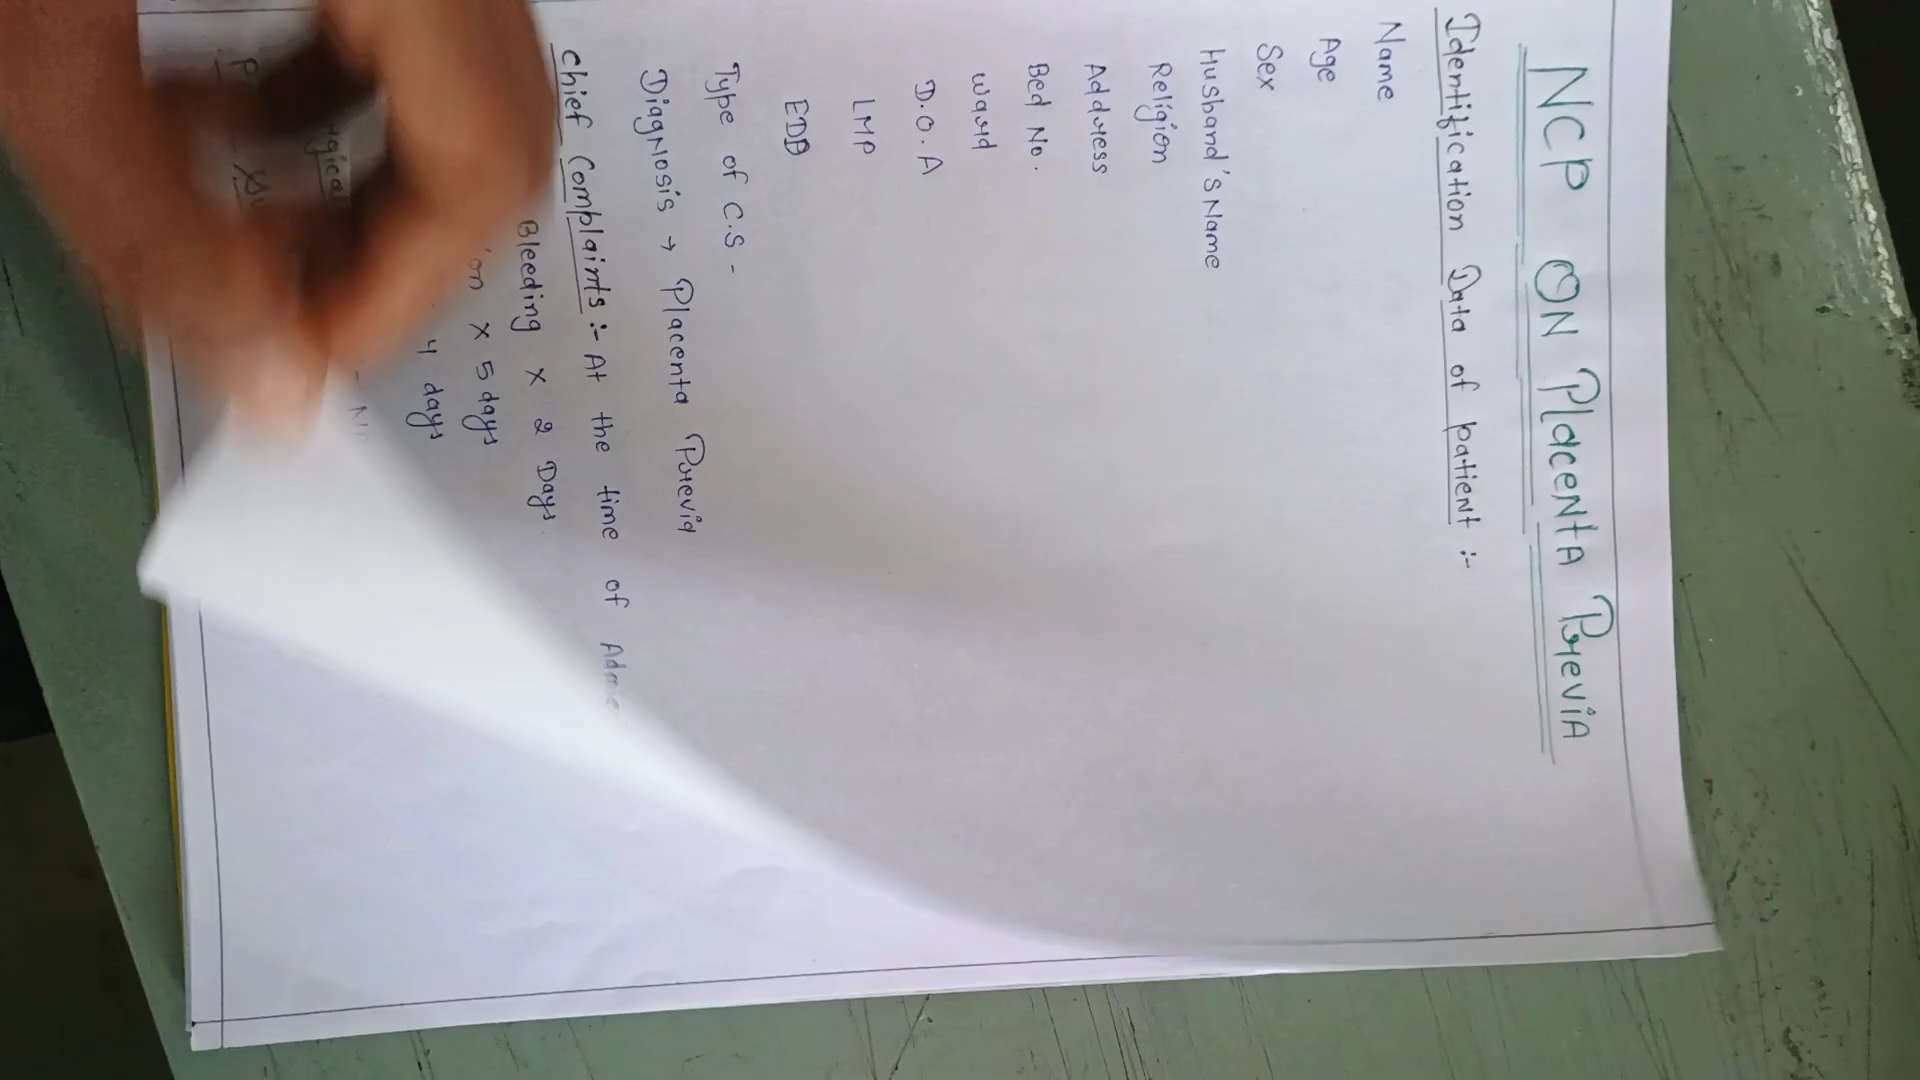 NCP ON PLACENTA PREVIA
Identification Data of patient :-
Name
Age
Sex
Husband's Name
Religion
Address
Bed No.
Ward
D.O.A
LMP
EDD
Type of C.S -
Diagnosis → Placenta Previa
Chief Complaints :- At the time of
Bleeding x 2 Days.
x 5 days
4 days